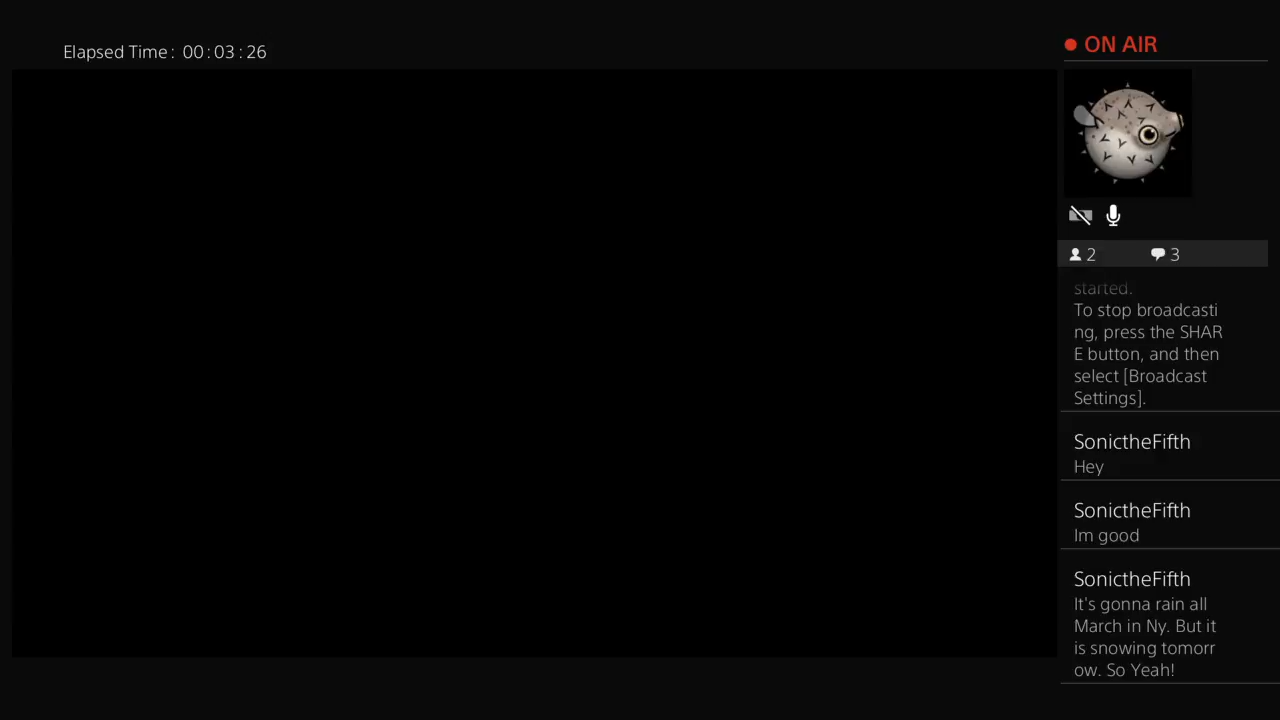 Elapsed Time: 00:03:26
ON AIR
2
3
started.
To stop broadcasti
ng, press the SHAR
E button, and then
select [Broadcast
Settings].
SonictheFifth
Hey
SonictheFifth
Im good
SonictheFifth
It's gonna rain all
March in Ny. But it
is snowing tomorr
ow. So Yeah!